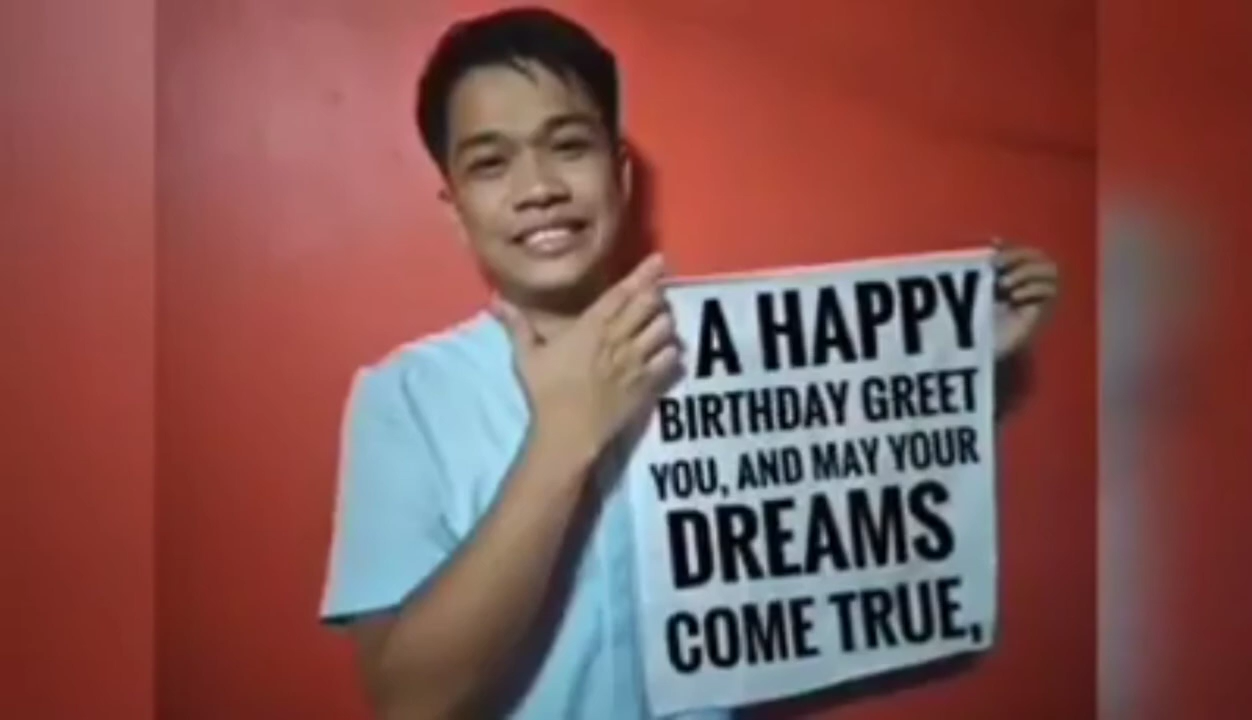 A HAPPY
BIRTHDAY GREET
YOU, AND MAY YOUR
DREAMS
COME TRUE,